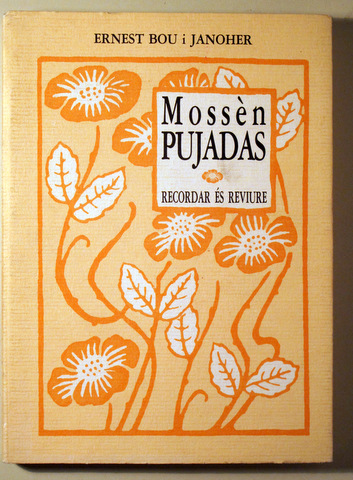 ERNEST BOU i JANOHER
Mossèn
PUJADAS
RECORDAR ÉS REVIURE